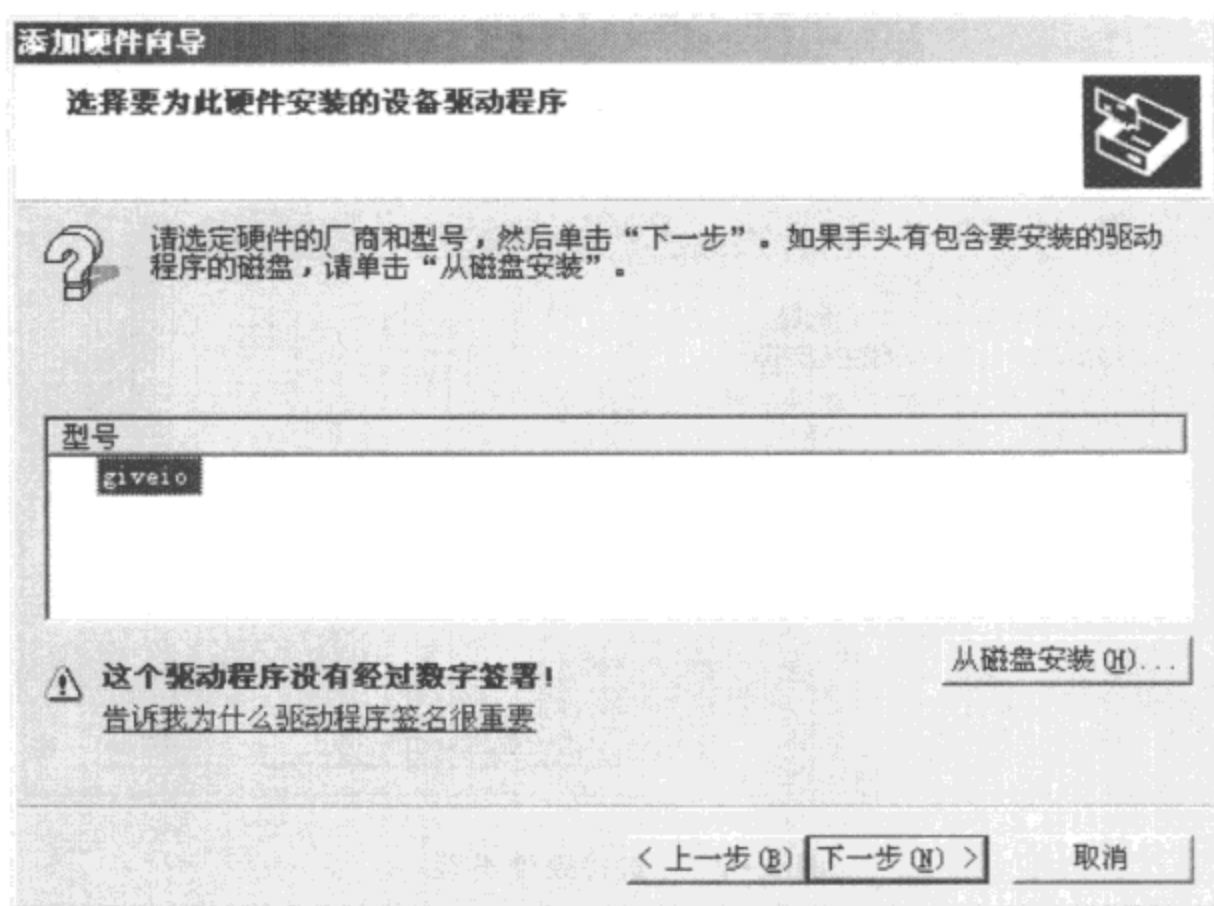 添加硬件向导
选择要为此硬件安装的设备驱动程序
请选定硬件的厂商和型号，然后单击“下一步”。如果手头有包含要安装的驱动
程序的磁盘，请单击“从磁盘安装”。
型号
giveio
从磁盘安装(H)...
这个驱动程序没有经过数字签署！
告诉我为什么驱动程序签名很重要
< 上一步(B) 下一步(N) > 取消